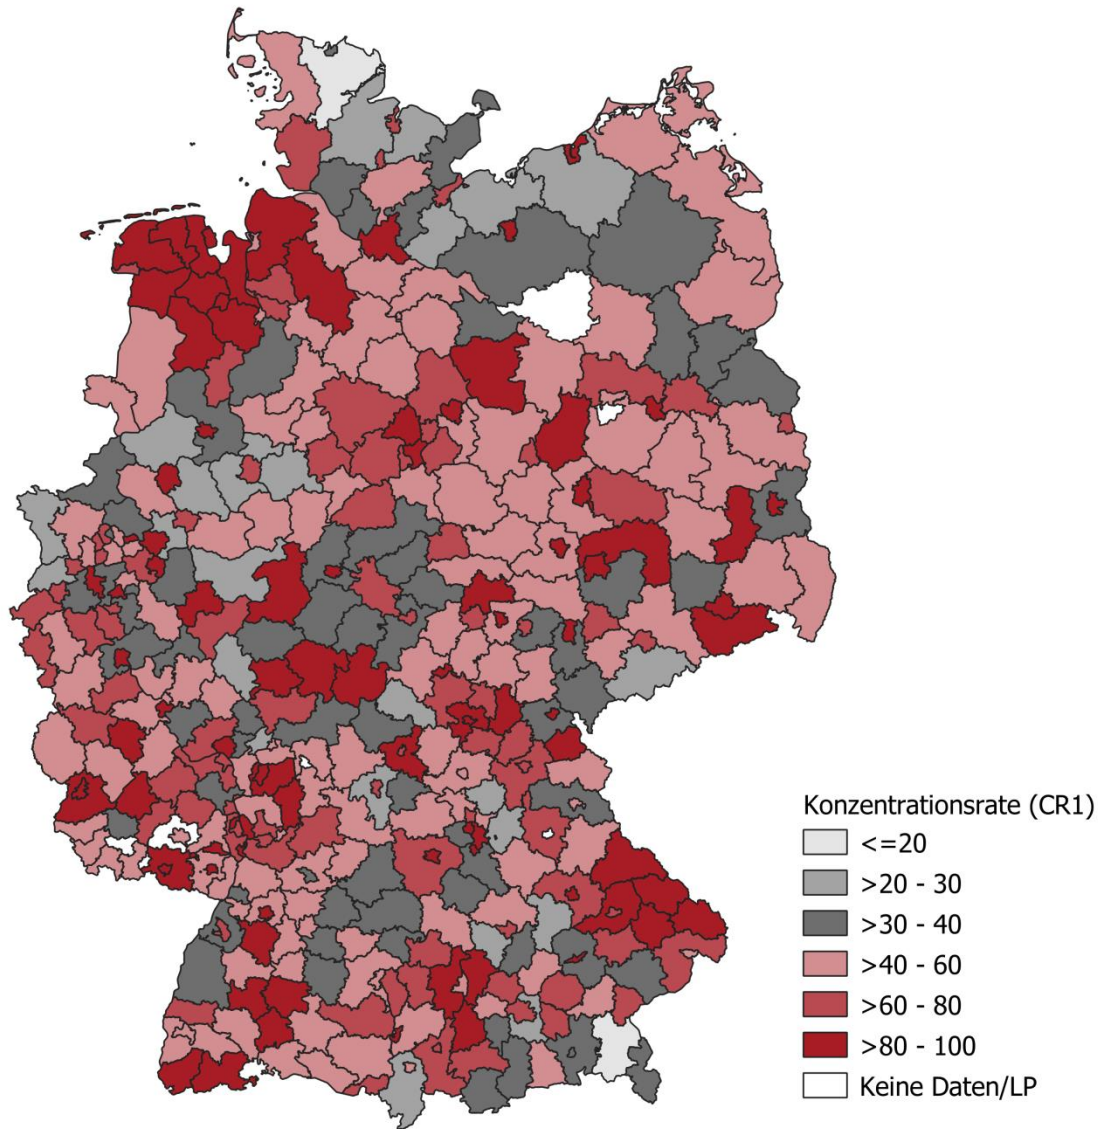 Konzentrationsrate (CR1)
<=20
>20 - 30
>30 - 40
>40 - 60
>60 - 80
>80 - 100
Keine Daten/LP